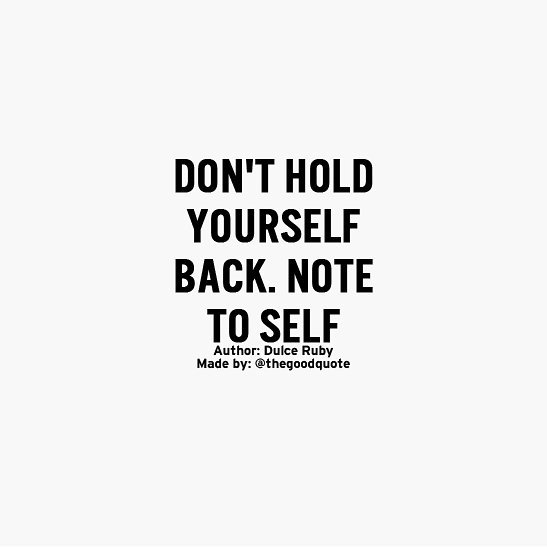 DON'T HOLD
YOURSELF
BACK. NOTE
TO SELF
Author: Dulce Ruby
Made by: @thegoodquote